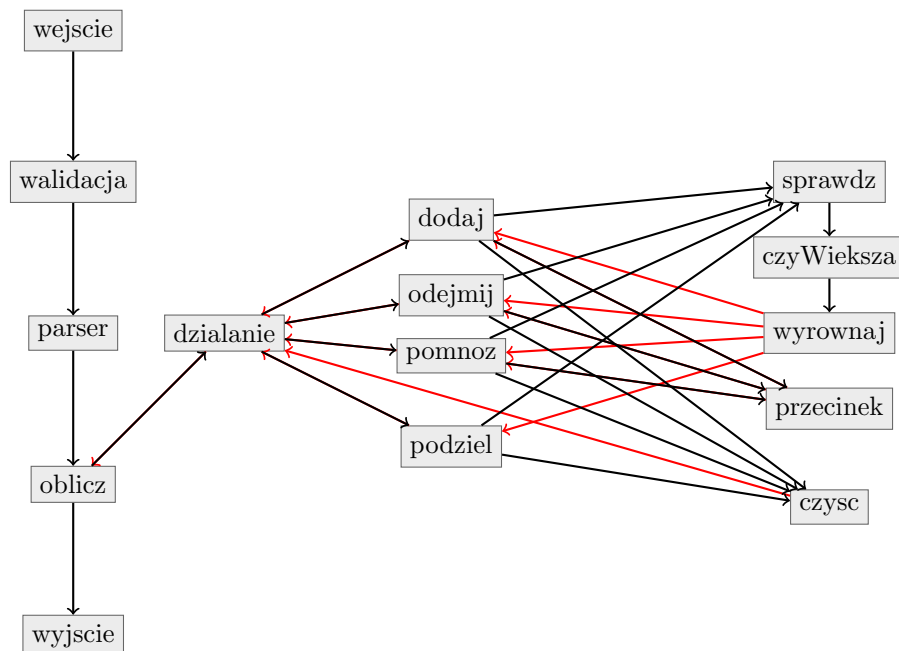 wejscie
walidacja
parser
oblicz
wyjscie
dzialanie
dodaj
odejmij
pomnoz
podziel
sprawdz
czyWieksza
wyrownaj
przecinek
czysc